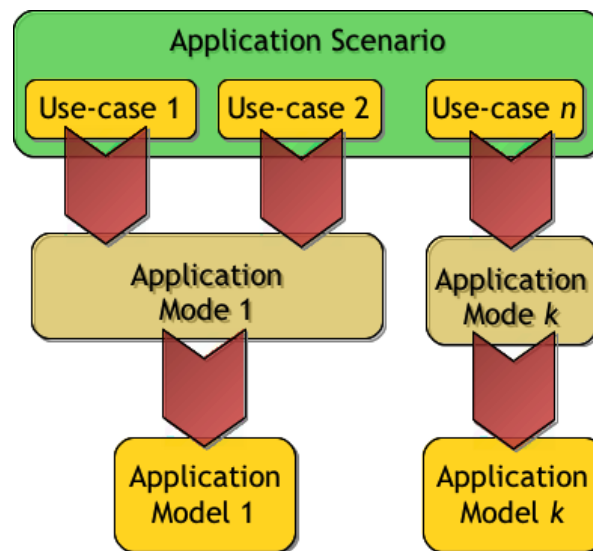 Application Scenario
Use-case 1
Use-case 2
Use-case n
Application
Mode 1
Application
Mode k
Application
Model 1
Application
Model k